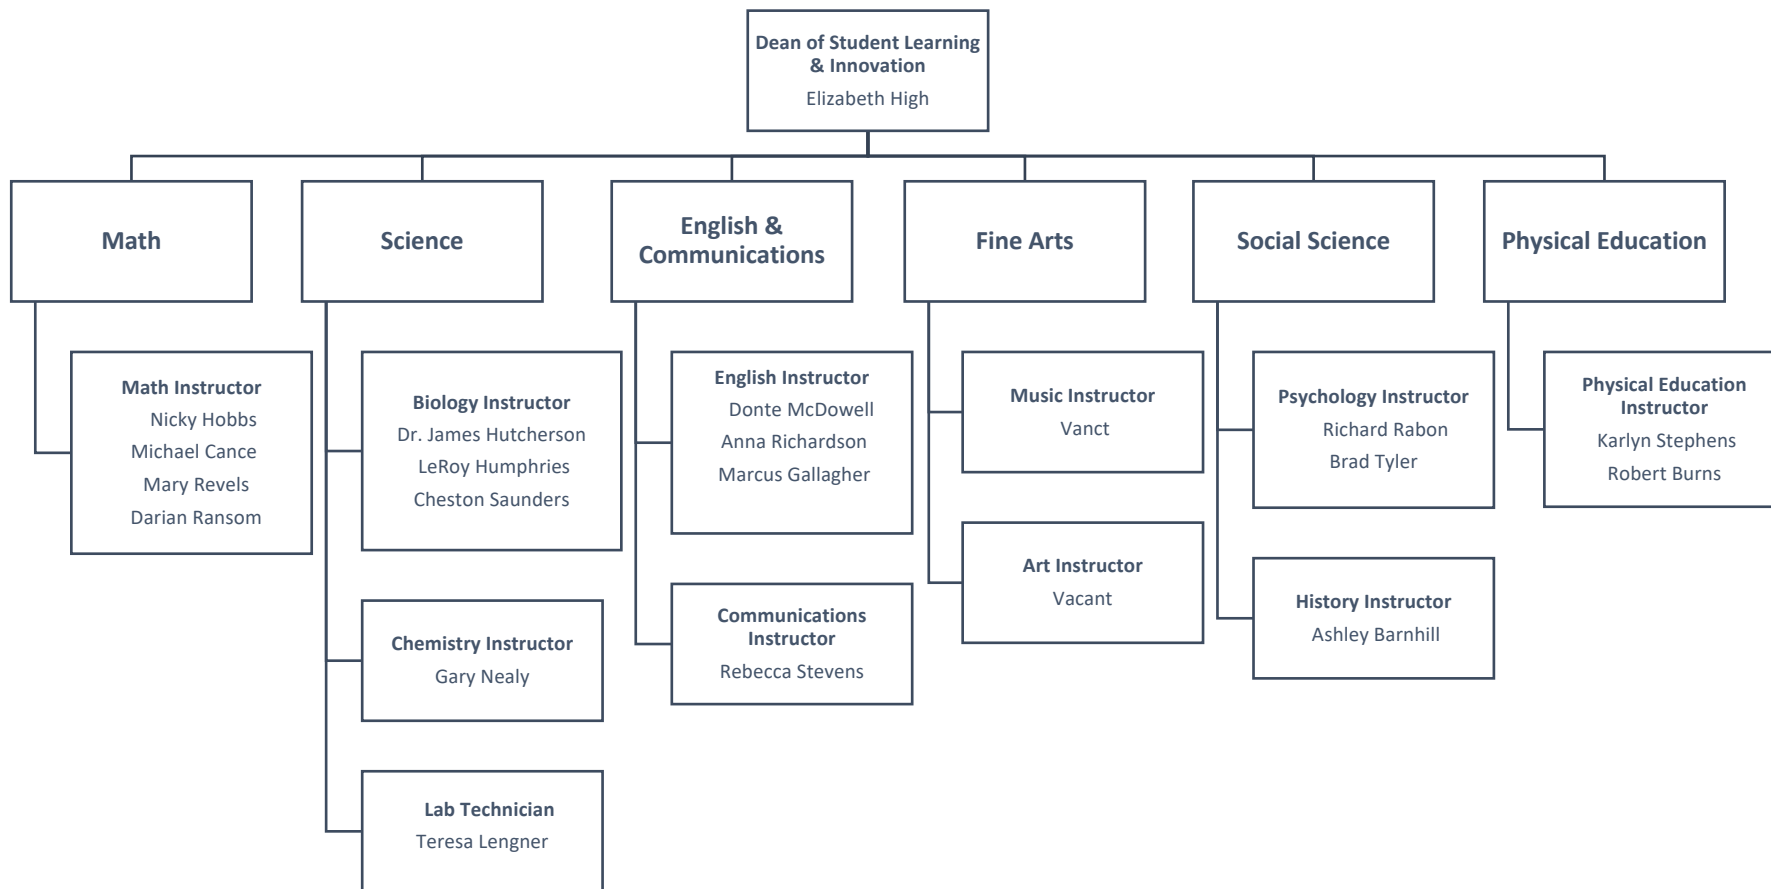 Dean of Student Learning
& Innovation
Elizabeth High
Math
Science
English &
Communications
Fine Arts
Social Science
Physical Education
Math Instructor
Nicky Hobbs
Michael Cance
Mary Revels
Darian Ransom
Biology Instructor
Dr. James Hutcherson
LeRoy Humphries
Cheston Saunders
Chemistry Instructor
Gary Nealy
Lab Technician
Teresa Lengner
English Instructor
Donte McDowell
Anna Richardson
Marcus Gallagher
Communications
Instructor
Rebecca Stevens
Music Instructor
Vanct
Art Instructor
Vacant
Psychology Instructor
Richard Rabon
Brad Tyler
History Instructor
Ashley Barnhill
Physical Education
Instructor
Karlyn Stephens
Robert Burns